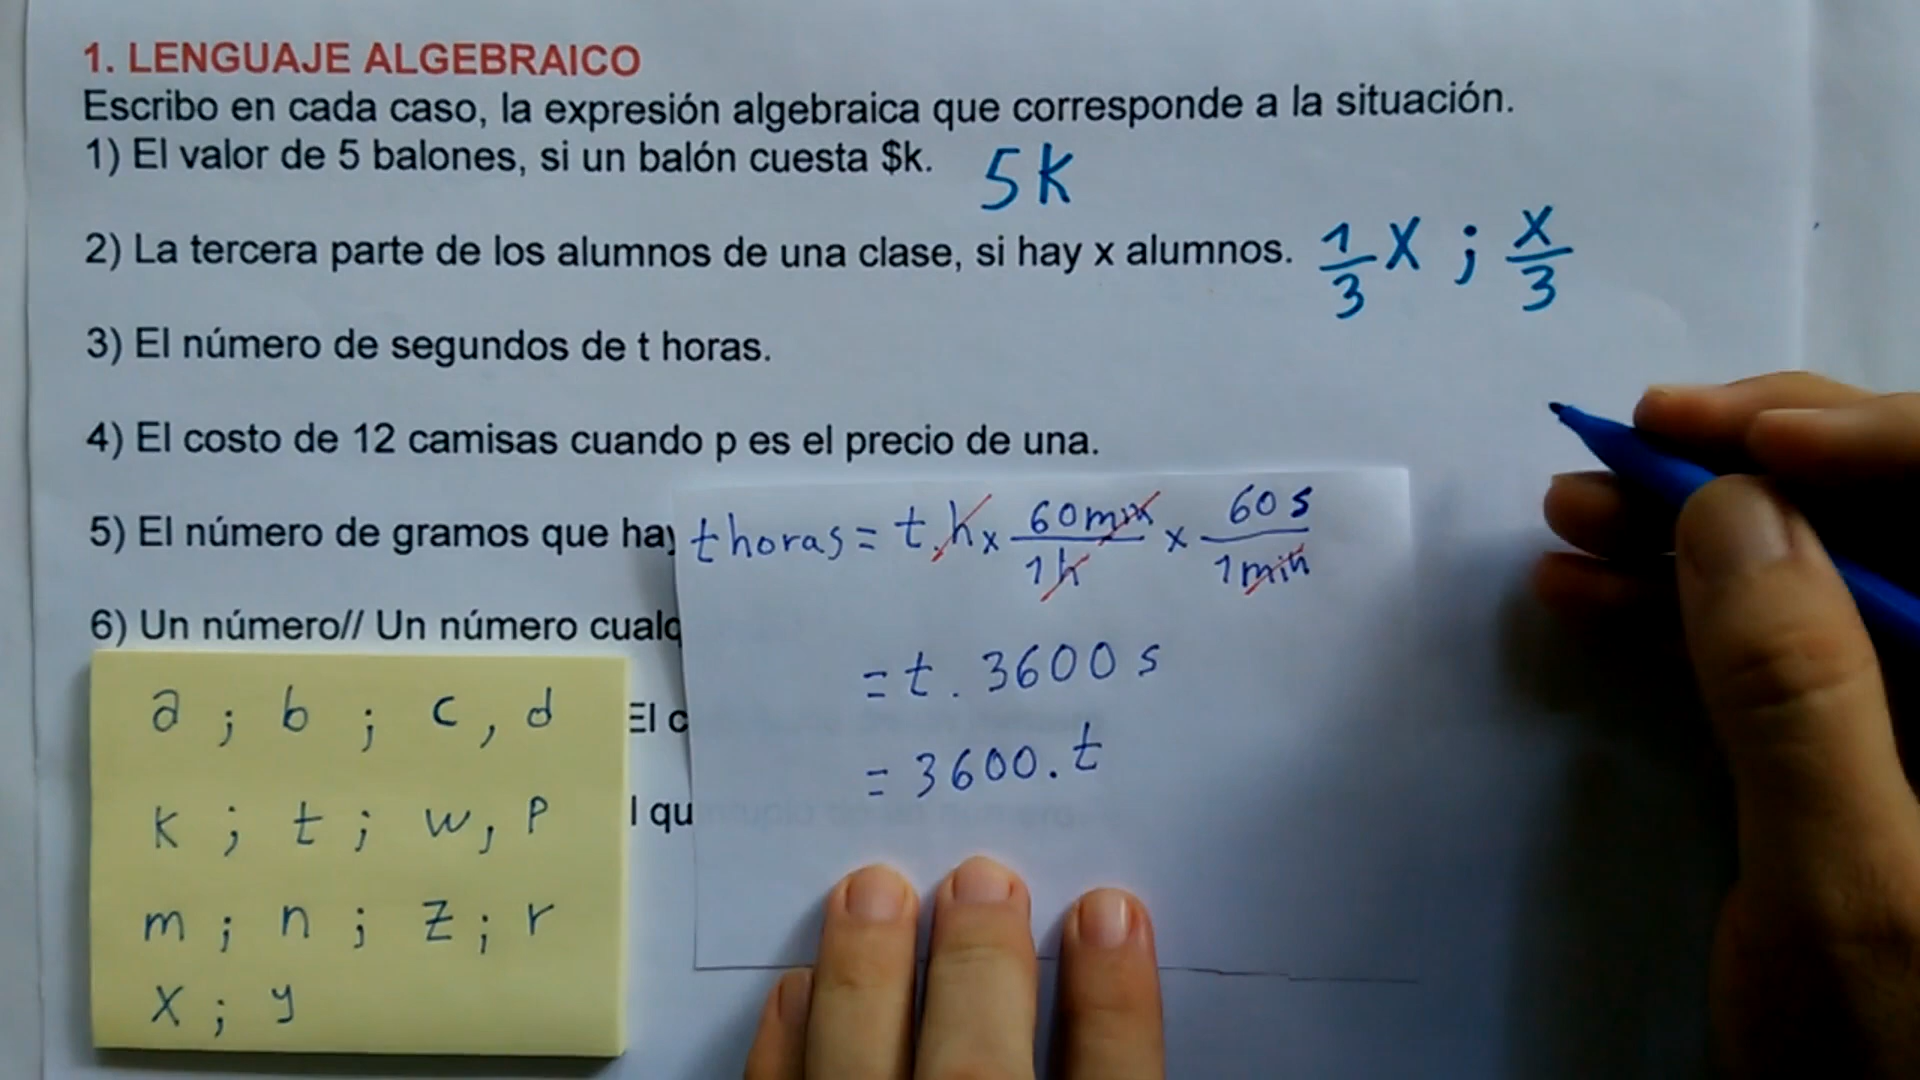 1. LENGUAJE ALGEBRAICO
Escribo en cada caso, la expresión algebraica que corresponde a la situación.
1) El valor de 5 balones, si un balón cuesta $k. 5K
2) La tercera parte de los alumnos de una clase, si hay x alumnos. 1/3 X ; x/3
3) El número de segundos de t horas.
4) El costo de 12 camisas cuando p es el precio de una.
5) El número de gramos que hay
6) Un número// Un número
t horas = t.h x 60min/1h x 60s/1min
= t. 3600 s
= 3600.t
a ; b ; c , d
k ; t ; w , p
m ; n ; z ; r
x ; y
El c
l qu